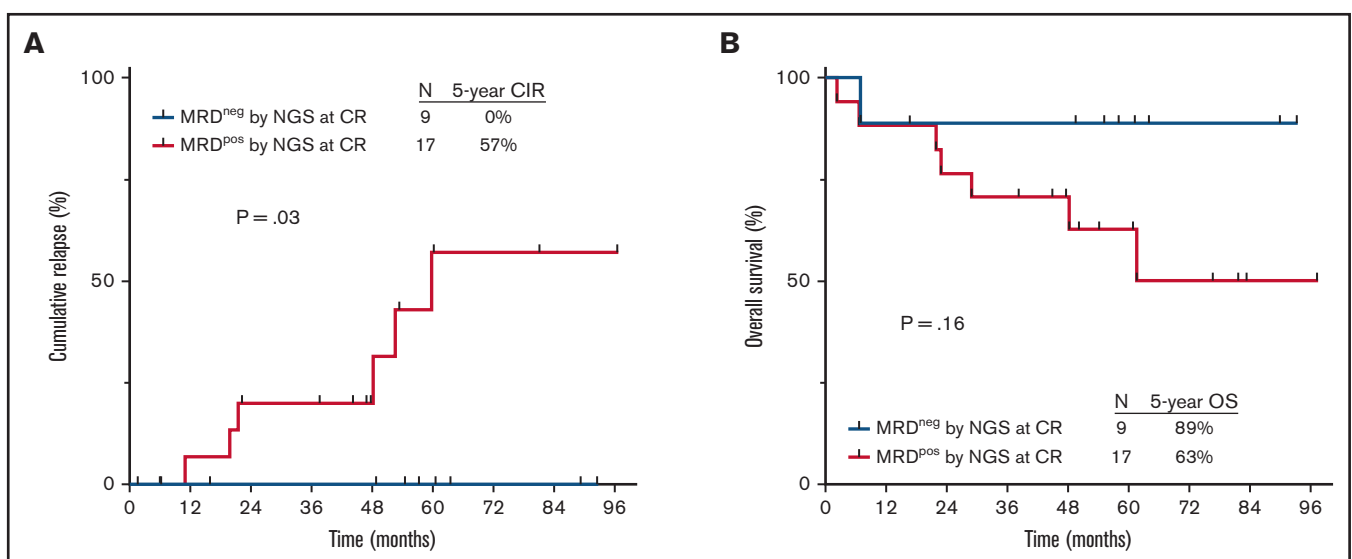 A
Cumulative relapse (%)
100
50
0
N 5-year CIR
MRDneg by NGS at CR 9 0%
MRDpos by NGS at CR 17 57%
P = .03
0 12 24 36 48 60 72 84 96
Time (months)
B
Overall survival (%)
100
50
0
P = .16
N 5-year OS
MRDneg by NGS at CR 9 89%
MRDpos by NGS at CR 17 63%
0 12 24 36 48 60 72 84 96
Time (months)